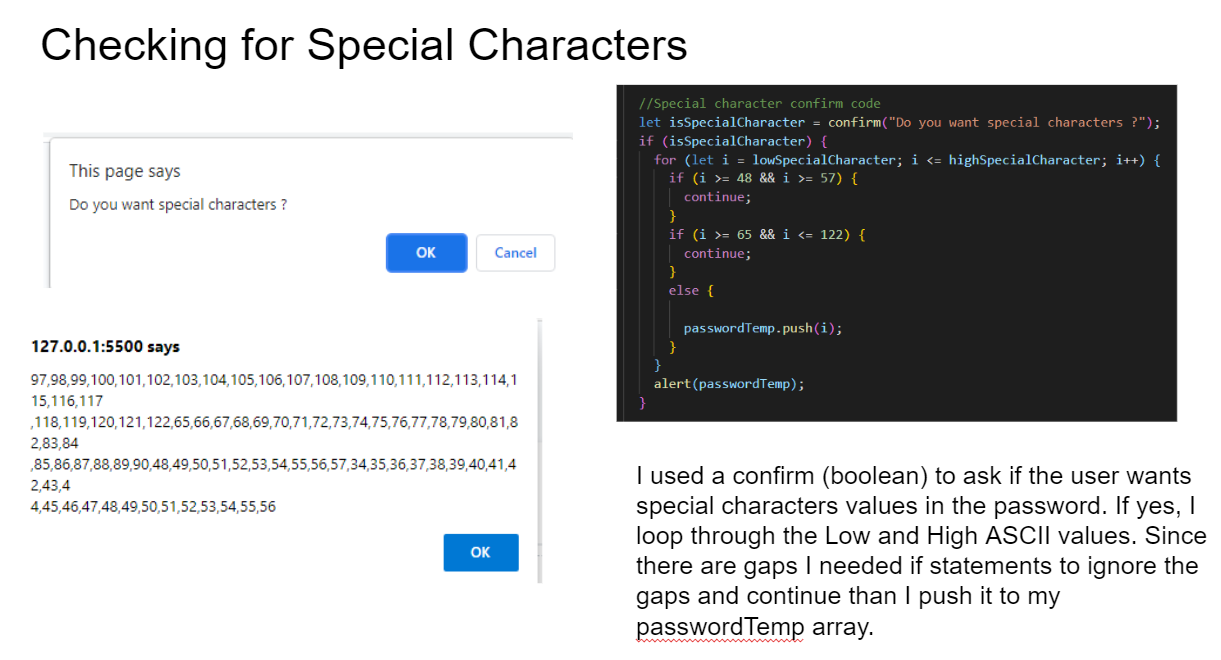 Checking for Special Characters
This page says
Do you want special characters ?
OK
Cancel
127.0.0.1:5500 says
97,98,99,100,101,102,103,104,105,106,107,108,109,110,111,112,113,114,1
15,116,117
,118,119,120,121,122,65,66,67,68,69,70,71,72,73,74,75,76,77,78,79,80,81,8
2,83,84
,85,86,87,88,89,90,48,49,50,51,52,53,54,55,56,57,34,35,36,37,38,39,40,41,4
2,43,4
4,45,46,47,48,49,50,51,52,53,54,55,56
OK
//Special character confirm code
let isSpecialCharacter = confirm("Do you want special characters ?");
if (isSpecialCharacter) {
for (let i = lowSpecialCharacter; i <= highSpecialCharacter; i++) {
if (i >= 48 && i >= 57) {
continue;
}
if (i >= 65 && i <= 122) {
continue;
}
else {
passwordTemp.push(i);
}
}
alert(passwordTemp);
}
I used a confirm (boolean) to ask if the user wants
special characters values in the password. If yes, I
loop through the Low and High ASCII values. Since
there are gaps I needed if statements to ignore the
gaps and continue than I push it to my
passwordTemp array.